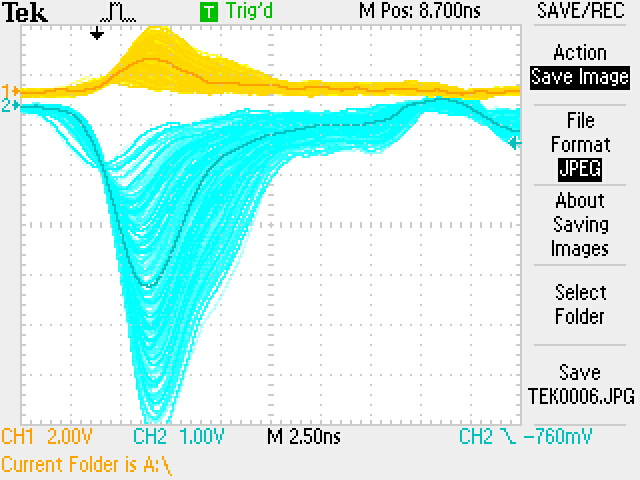 Tek
T Trig'd
M Pos: 8.700ns
SAVE/REC
Action
Save Image
File
Format
JPEG
About
Saving
Images
Select
Folder
Save
TEK0006.JPG
1
2
CH1 2.00V
CH2 1.00V
M 2.50ns
CH2 -760mV
Current Folder is A:\